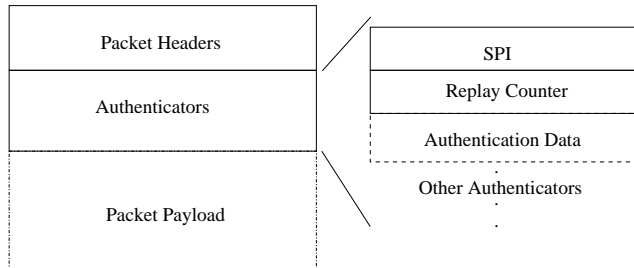 Packet Headers
Authenticators
Packet Payload
SPI
Replay Counter
Authentication Data
Other Authenticators